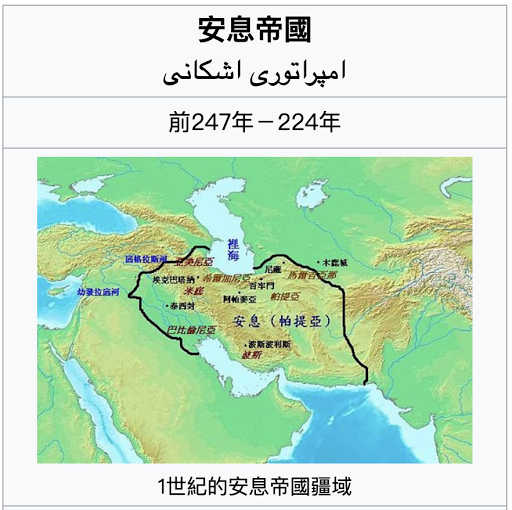 安息帝國
امپراتوری اشکانی
前247年－224年
裡海
底格拉斯河
亞美尼亞
木鹿城
尼薩
馬爾吉亞那
埃克巴塔納
希爾加尼亞
百牢門
幼發拉底河
米底
阿帕麥亞
帕提亞
泰西封
安息（帕提亞）
巴比倫尼亞
波斯波利斯
波斯
1世紀的安息帝國疆域